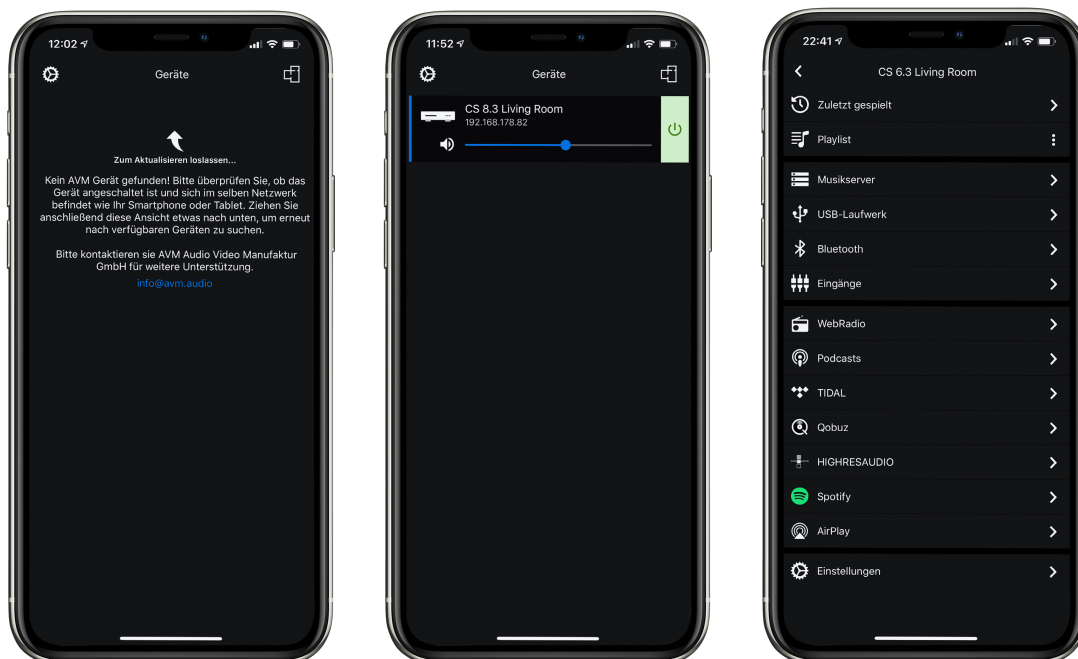 12:02
Geräte
Zum Aktualisieren loslassen...
Kein AVM Gerät gefunden! Bitte überprüfen Sie, ob das
Gerät angeschaltet ist und sich im selben Netzwerk
befindet wie Ihr Smartphone oder Tablet. Ziehen Sie
anschließend diese Ansicht etwas nach unten, um erneut
nach verfügbaren Geräten zu suchen.
Bitte kontaktieren sie AVM Audio Video Manufaktur
GmbH für weitere Unterstützung.
info@avm.audio
11:52
Geräte
CS 8.3 Living Room
192.168.178.82
22:41
CS 6.3 Living Room
Zuletzt gespielt
Playlist
Musikserver
USB-Laufwerk
Bluetooth
Eingänge
WebRadio
Podcasts
TIDAL
Qobuz
HIGHRESAUDIO
Spotify
AirPlay
Einstellungen